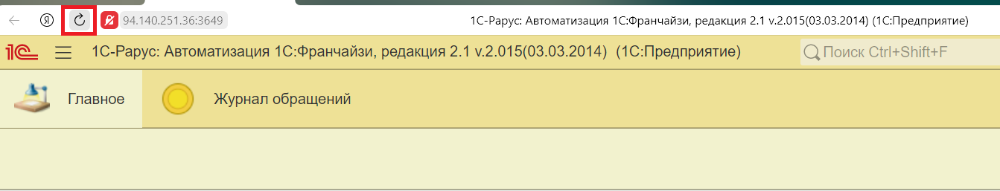 Я 94.140.251.36:3649 1С-Рарус: Автоматизация 1С:Франчайзи, редакция 2.1 v.2.015(03.03.2014) (1С:Предприятие)
1С 1С-Рарус: Автоматизация 1С:Франчайзи, редакция 2.1 v.2.015(03.03.2014) (1С:Предприятие) Поиск Ctrl+Shift+F
Главное Журнал обращений